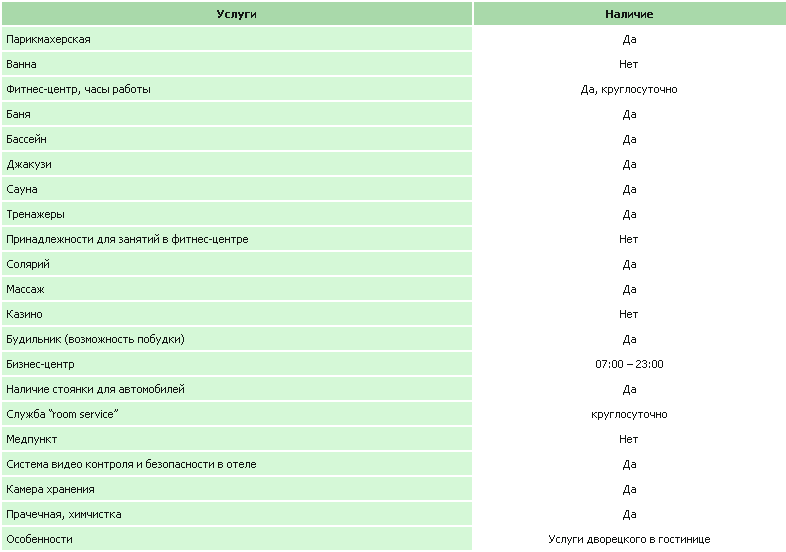 Услуги Наличие
Парикмахерская Да
Ванна Нет
Фитнес-центр, часы работы Да, круглосуточно
Баня Да
Бассейн Да
Джакузи Да
Сауна Да
Тренажеры Да
Принадлежности для занятий в фитнес-центре Нет
Солярий Да
Массаж Да
Казино Нет
Будильник (возможность побудки) Да
Бизнес-центр 07:00 – 23:00
Наличие стоянки для автомобилей Да
Служба “room service” круглосуточно
Медпункт Нет
Система видео контроля и безопасности в отеле Да
Камера хранения Да
Прачечная, химчистка Да
Особенности Услуги дворецкого в гостинице